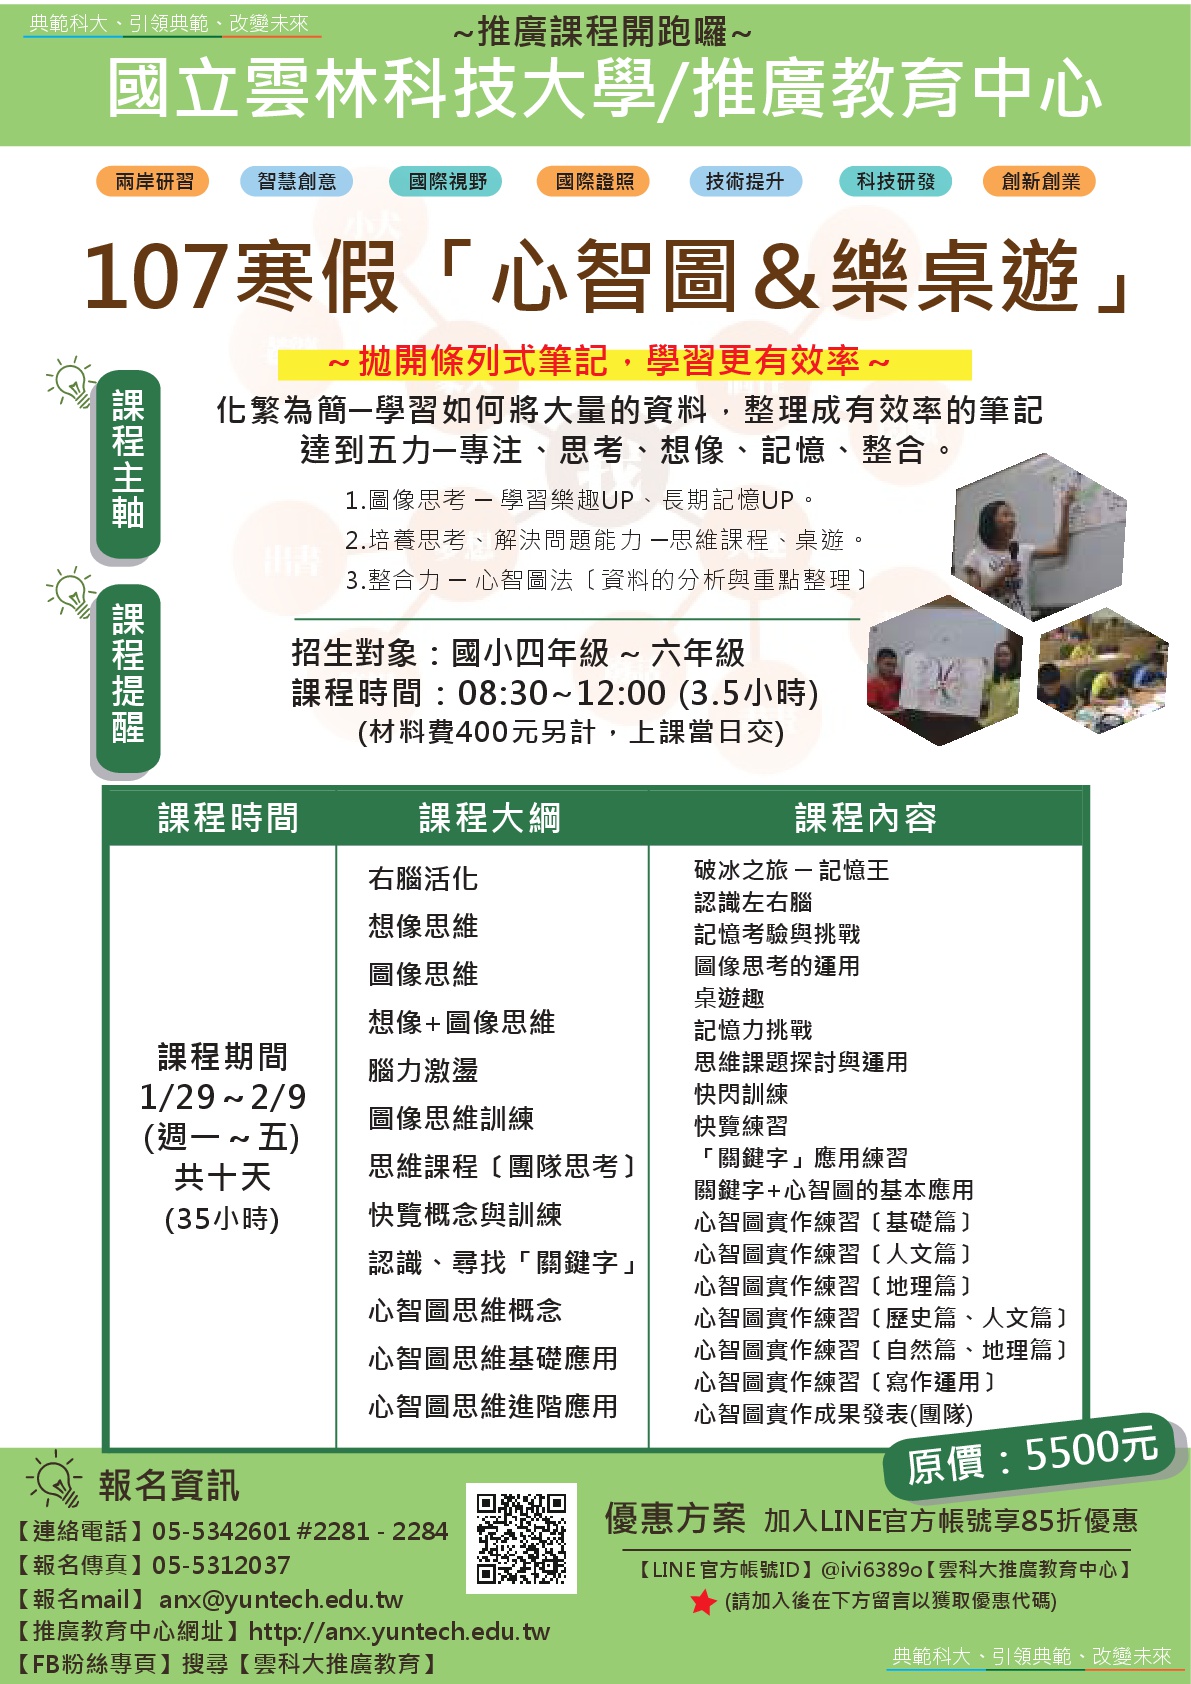 典範科大、引領典範、改變未來
~推廣課程開跑囉~
國立雲林科技大學/推廣教育中心
兩岸研習 智慧創意 國際視野 國際證照 技術提升 科技研發 創新創業
107寒假「心智圖&樂桌遊」
~拋開條列式筆記，學習更有效率~
課程主軸
化繁為簡─學習如何將大量的資料，整理成有效率的筆記
達到五力─專注、思考、想像、記憶、整合。
1.圖像思考 ─ 學習樂趣UP、長期記憶UP。
2.培養思考、解決問題能力 ─思維課程、桌遊。
3.整合力 ─ 心智圖法〔資料的分析與重點整理〕
課程提醒
招生對象：國小四年級 ~ 六年級
課程時間：08:30~12:00 (3.5小時)
(材料費400元另計，上課當日交)
課程時間 課程大綱 課程內容
課程期間
1/29 ~ 2/9
(週一 ~ 五)
共十天
(35小時)
右腦活化
想像思維
圖像思維
想像+圖像思維
腦力激盪
圖像思維訓練
思維課程〔團隊思考〕
快覽概念與訓練
認識、尋找「關鍵字」
心智圖思維概念
心智圖思維基礎應用
心智圖思維進階應用
破冰之旅 ─ 記憶王
認識左右腦
記憶考驗與挑戰
圖像思考的運用
桌遊趣
記憶力挑戰
思維課題探討與運用
快閃訓練
快覽練習
「關鍵字」應用練習
關鍵字+心智圖的基本應用
心智圖實作練習〔基礎篇〕
心智圖實作練習〔人文篇〕
心智圖實作練習〔地理篇〕
心智圖實作練習〔歷史篇、人文篇〕
心智圖實作練習〔自然篇、地理篇〕
心智圖實作練習〔寫作運用〕
心智圖實作成果發表(團隊)
原價：5500元
報名資訊
【連絡電話】05-5342601 #2281 - 2284
【報名傳真】05-5312037
【報名mail】 anx@yuntech.edu.tw
【推廣教育中心網址】http://anx.yuntech.edu.tw
【FB粉絲專頁】搜尋【雲科大推廣教育】
優惠方案 加入LINE官方帳號享85折優惠
【LINE 官方帳號ID】@ivi6389o【雲科大推廣教育中心】
(請加入後在下方留言以獲取優惠代碼)
典範科大、引領典範、改變未來